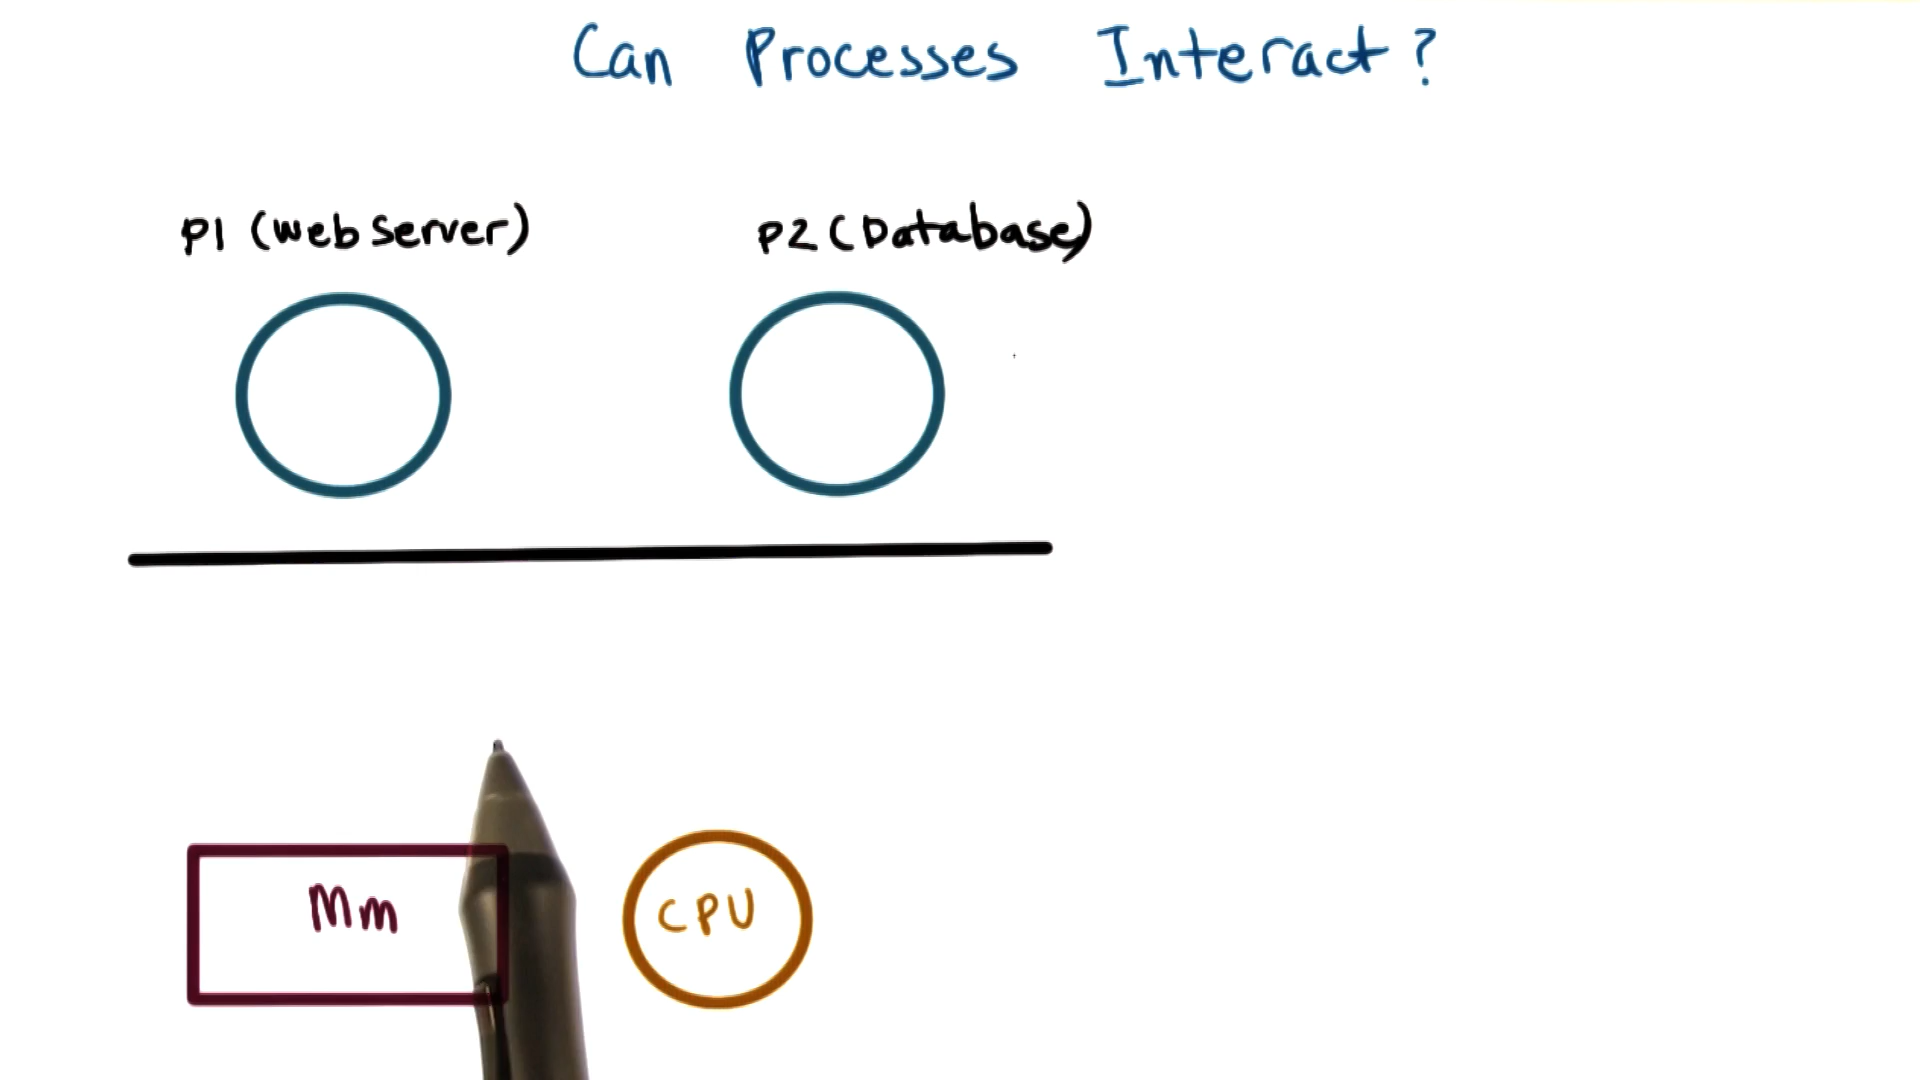 Can Processes Interact?
P1 (Web Server)
P2 (Database)
Mm
CPU